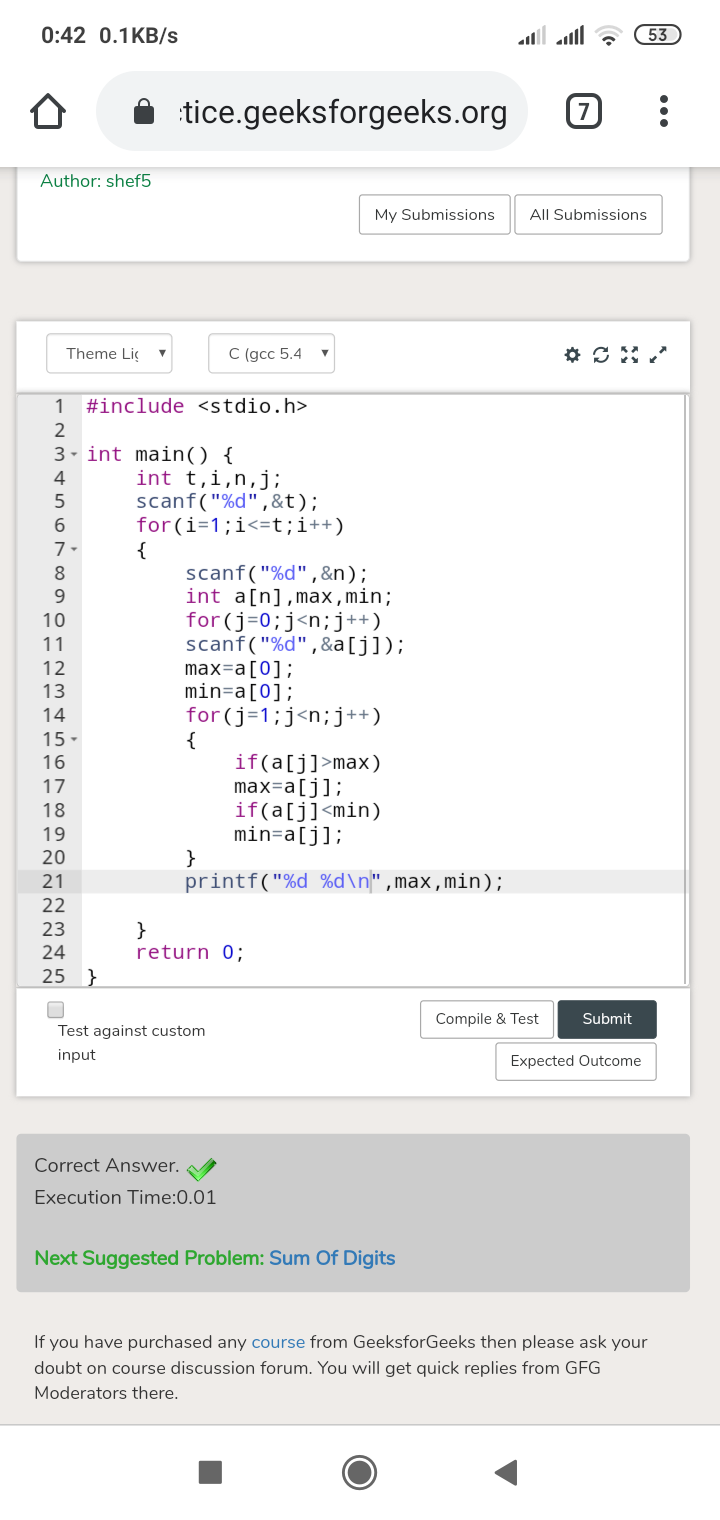 0:42 0.1KB/s 53
tice.geeksforgeeks.org 7
Author: shef5
My Submissions All Submissions
Theme Lig C (gcc 5.4
1 #include <stdio.h>
2
3 int main() {
4     int t,i,n,j;
5     scanf("%d",&t);
6     for(i=1;i<=t;i++)
7     {
8         scanf("%d",&n);
9         int a[n],max,min;
10         for(j=0;j<n;j++)
11         scanf("%d",&a[j]);
12         max=a[0];
13         min=a[0];
14         for(j=1;j<n;j++)
15         {
16             if(a[j]>max)
17             max=a[j];
18             if(a[j]<min)
19             min=a[j];
20         }
21         printf("%d %d\n",max,min);
22
23     }
24     return 0;
25 }
Test against custom
input
Compile & Test Submit
Expected Outcome
Correct Answer.
Execution Time:0.01
Next Suggested Problem: Sum Of Digits
If you have purchased any course from GeeksforGeeks then please ask your
doubt on course discussion forum. You will get quick replies from GFG
Moderators there.